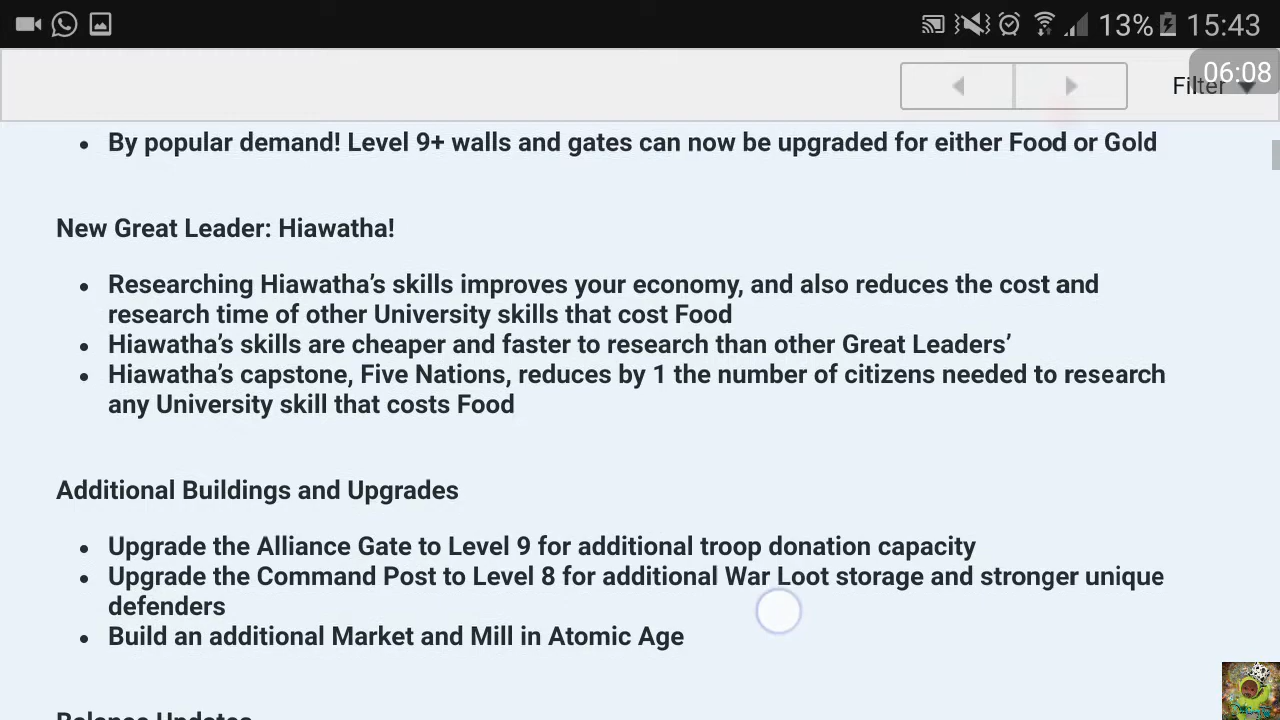 13% 15:43
06:08
Filter
By popular demand! Level 9+ walls and gates can now be upgraded for either Food or Gold
New Great Leader: Hiawatha!
Researching Hiawatha’s skills improves your economy, and also reduces the cost and
research time of other University skills that cost Food
Hiawatha’s skills are cheaper and faster to research than other Great Leaders’
Hiawatha’s capstone, Five Nations, reduces by 1 the number of citizens needed to research
any University skill that costs Food
Additional Buildings and Upgrades
Upgrade the Alliance Gate to Level 9 for additional troop donation capacity
Upgrade the Command Post to Level 8 for additional War Loot storage and stronger unique
defenders
Build an additional Market and Mill in Atomic Age
Balance Updates